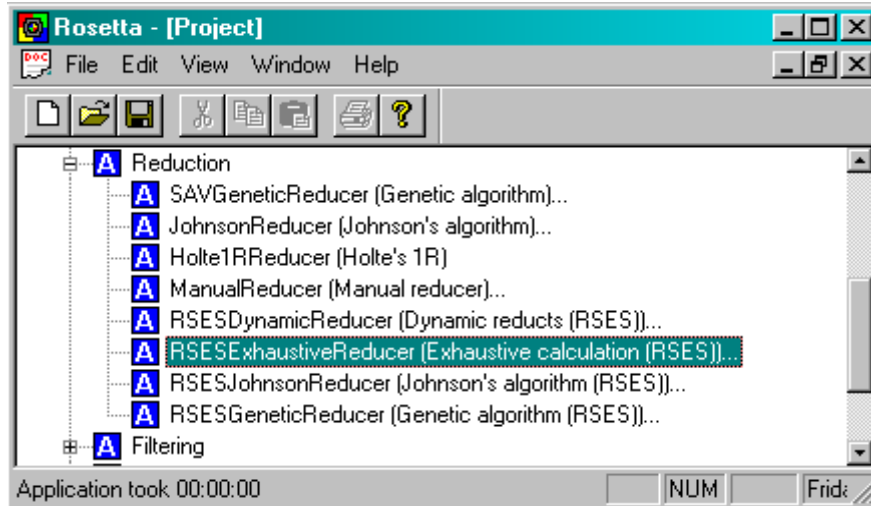 Rosetta - [Project]
DOC File Edit View Window Help
A Reduction
A SAVGeneticReducer (Genetic algorithm)...
A JohnsonReducer (Johnson's algorithm)...
A Holte1RReducer (Holte's 1R)
A ManualReducer (Manual reducer)...
A RSESDynamicReducer (Dynamic reducts (RSES))...
A RSESExhaustiveReducer (Exhaustive calculation (RSES))...
A RSESJohnsonReducer (Johnson's algorithm (RSES))...
A RSESGeneticReducer (Genetic algorithm (RSES))...
A Filtering
Application took 00:00:00 NUM Frida